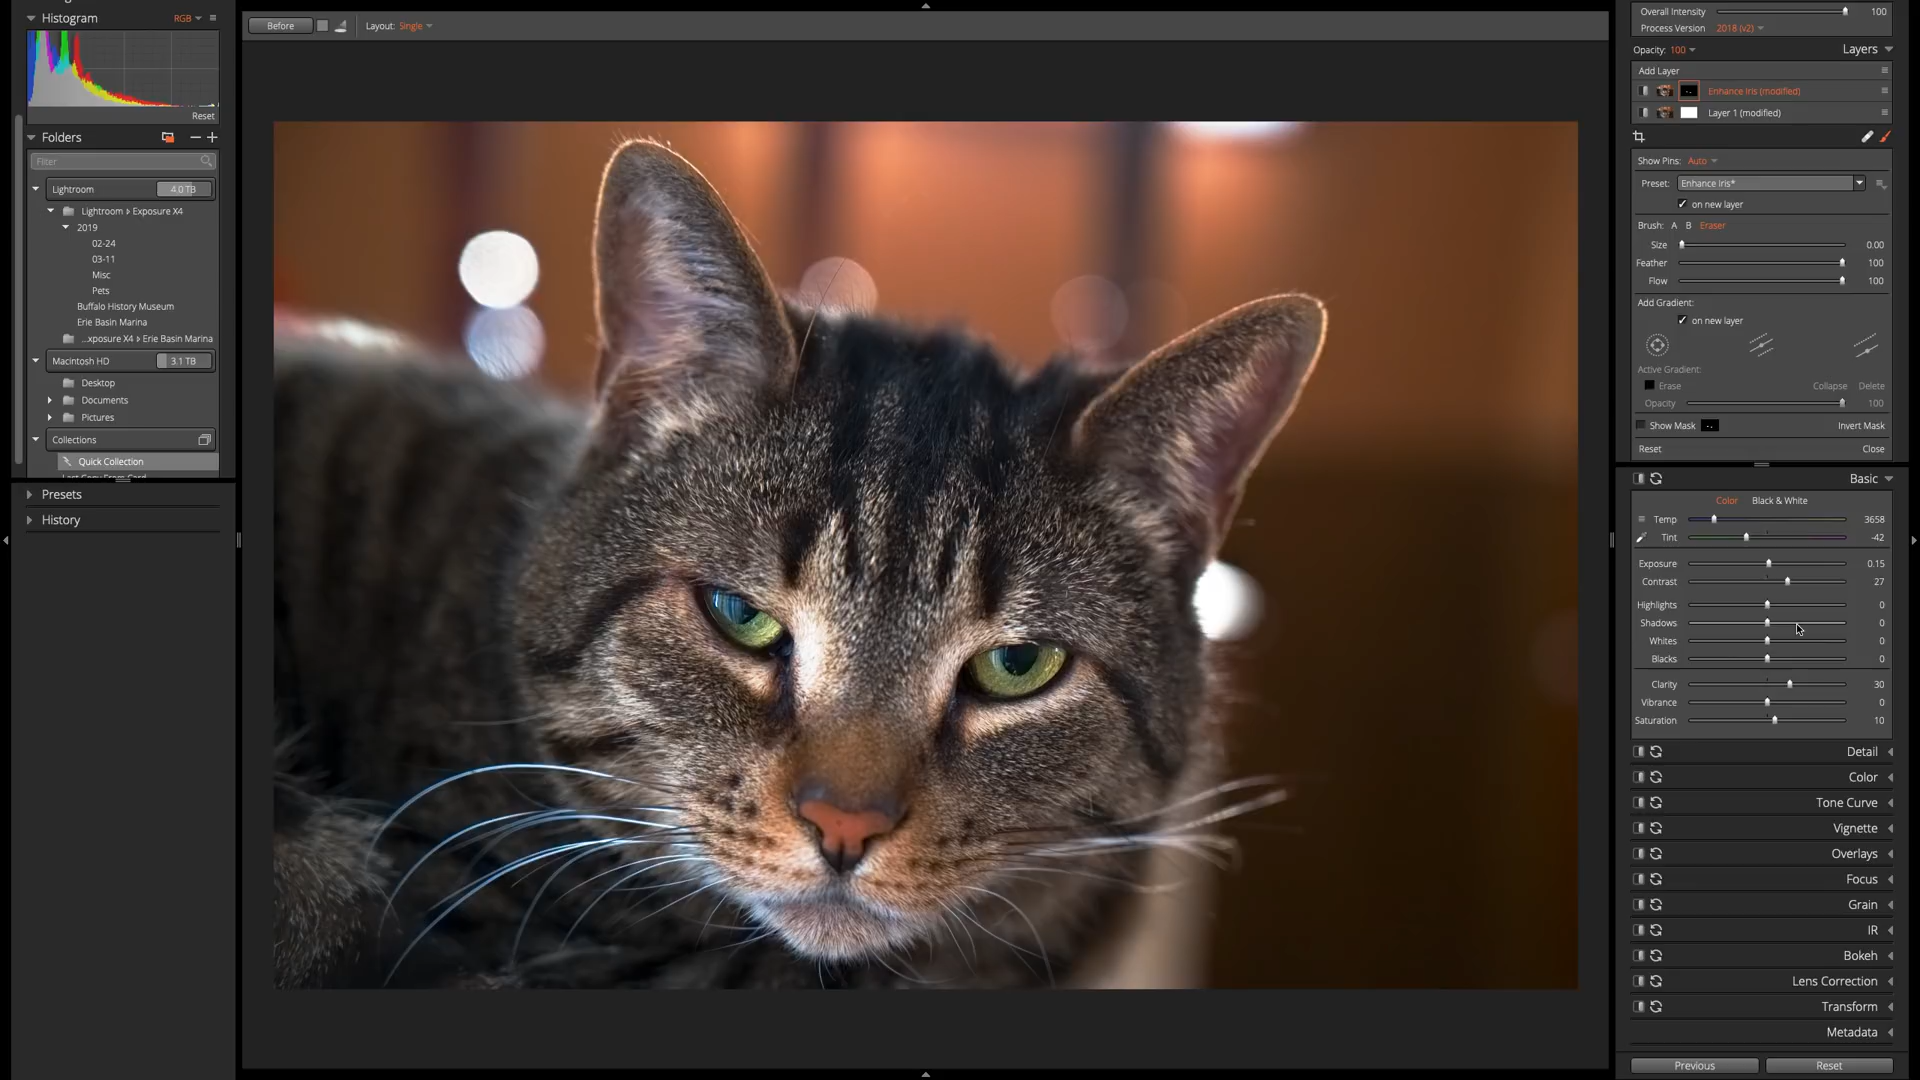 Histogram
RGB
Reset
Folders
Filter
Lightroom 4.0 TB
Lightroom ▸ Exposure X4
2019
02-24
03-11
Misc
Pets
Buffalo History Museum
Erie Basin Marina
...xposure X4 ▸ Erie Basin Marina
Macintosh HD 3.1 TB
Desktop
Documents
Pictures
Collections
Quick Collection
Presets
History
Before
Layout: Single
Overall Intensity 100
Process Version 2018 (v2)
Opacity: 100 Layers
Add Layer
Enhance Iris (modified)
Layer 1 (modified)
Show Pins: Auto
Preset: Enhance Iris*
on new layer
Brush: A B Eraser
Size 0.00
Feather 100
Flow 100
Add Gradient:
on new layer
Active Gradient:
Erase Collapse Delete
Opacity 100
Show Mask Invert Mask
Reset Close
Basic
Color Black & White
Temp 3658
Tint -42
Exposure 0.15
Contrast 27
Highlights 0
Shadows 0
Whites 0
Blacks 0
Clarity 30
Vibrance 0
Saturation 10
Detail
Color
Tone Curve
Vignette
Overlays
Focus
Grain
IR
Bokeh
Lens Correction
Transform
Metadata
Previous Reset